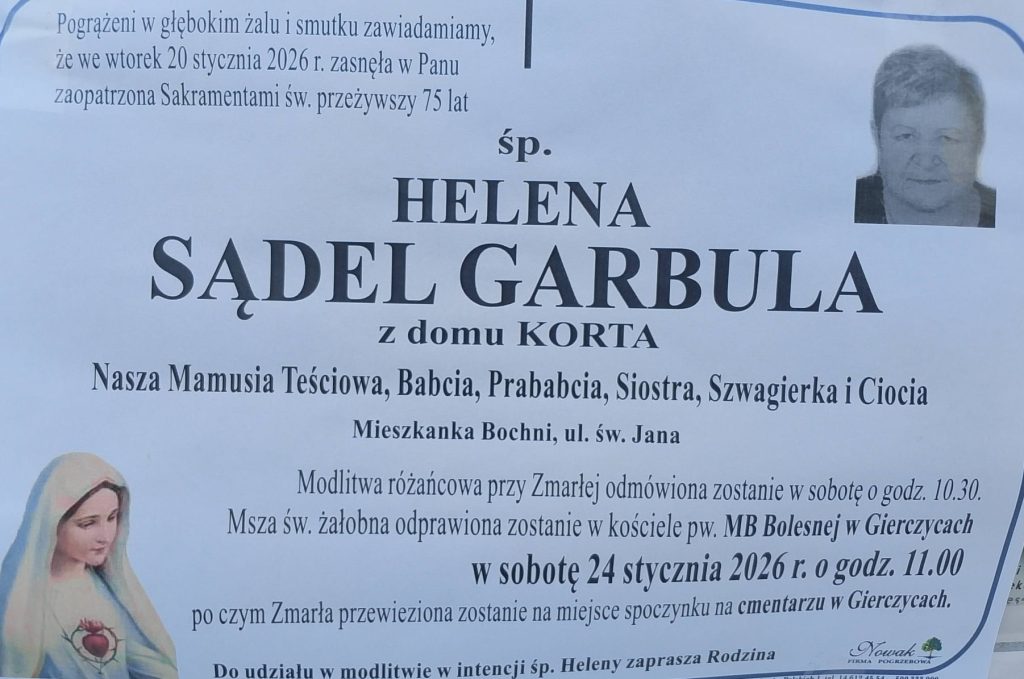 Pogrążeni w głębokim żalu i smutku zawiadamiamy,
że we wtorek 20 stycznia 2026 r. zasnęła w Panu
zaopatrzona Sakramentami św. przeżywszy 75 lat
śp.
HELENA
SĄDEL GARBULA
z domu KORTA
Nasza Mamusia Teściowa, Babcia, Prababcia, Siostra, Szwagierka i Ciocia
Mieszkanka Bochni, ul. św. Jana
Modlitwa różańcowa przy Zmarłej odmówiona zostanie w sobotę o godz. 10.30.
Msza św. żałobna odprawiona zostanie w kościele pw. MB Bolesnej w Gierczycach
w sobotę 24 stycznia 2026 r. o godz. 11.00
po czym Zmarła przewieziona zostanie na miejsce spoczynku na cmentarzu w Gierczycach.
Do udziału w modlitwie w intencji śp. Heleny zaprasza Rodzina
Nowak
FIRMA POGRZEBOWA